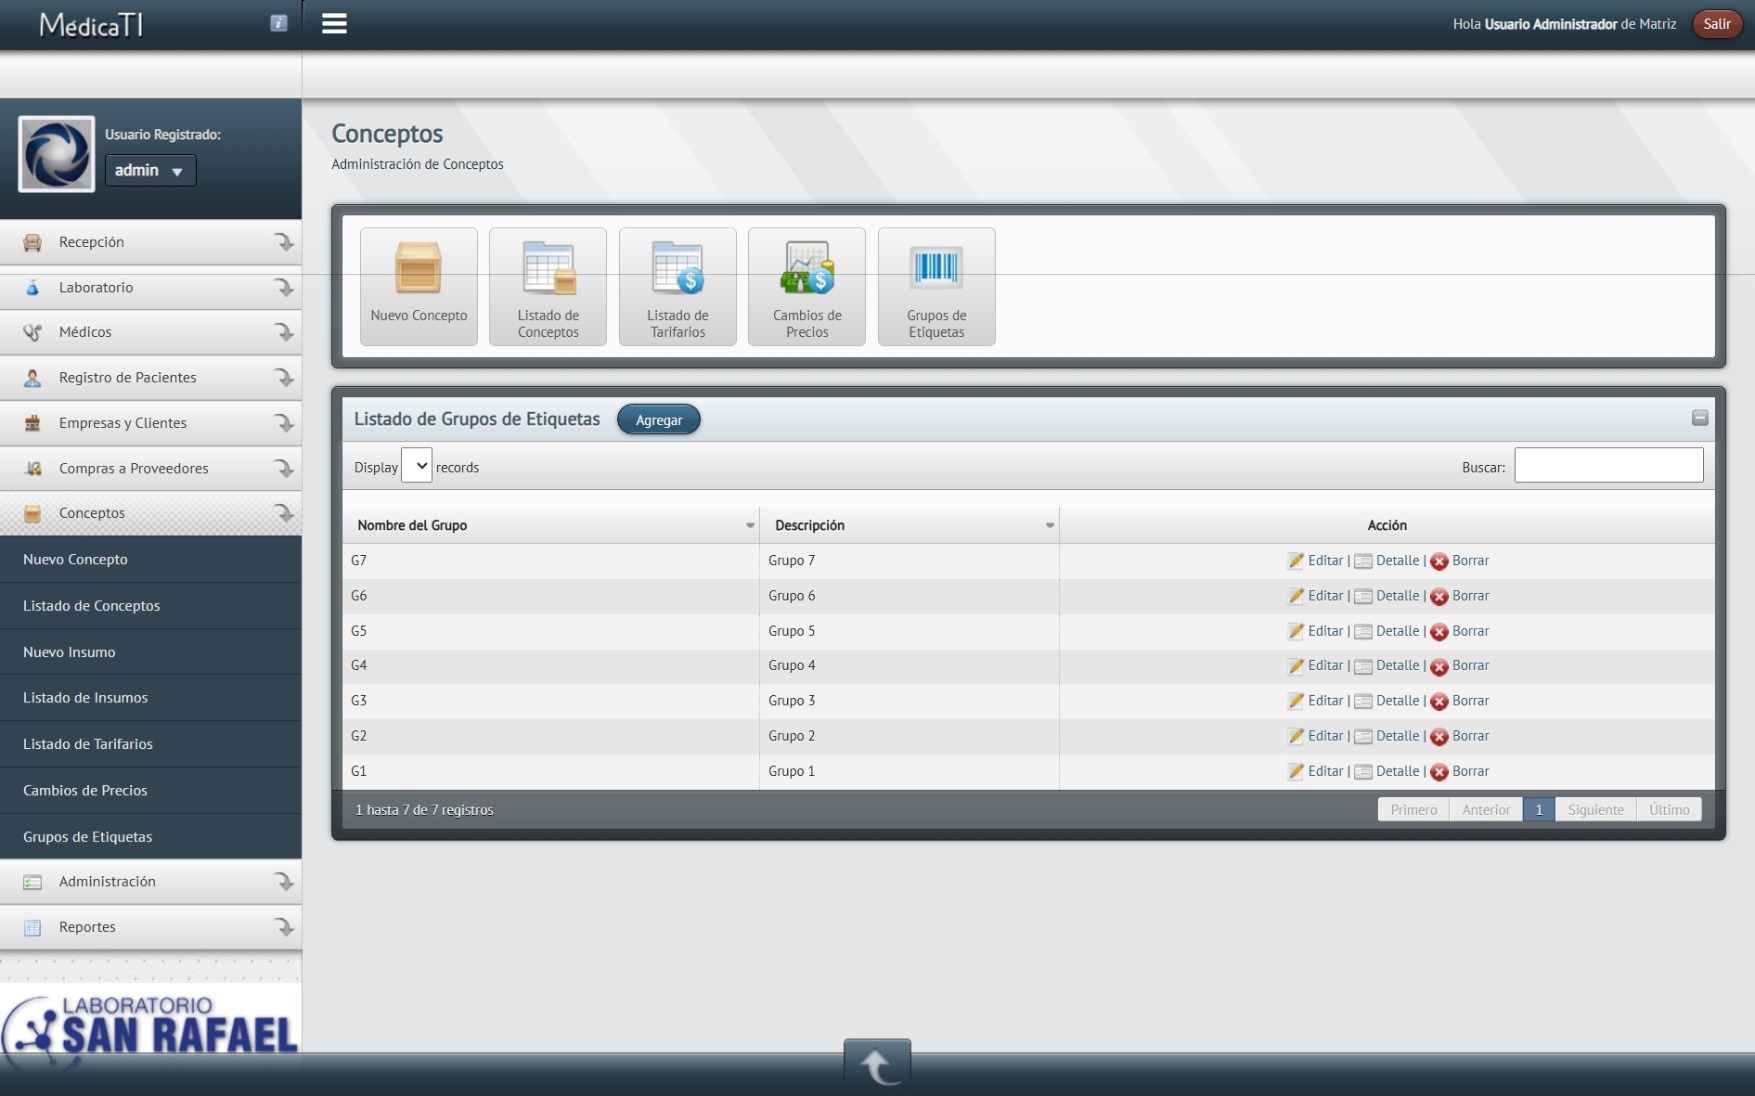 MédicaTI
Hola Usuario Administrador de Matriz
Salir
Usuario Registrado:
admin
Recepción
Laboratorio
Médicos
Registro de Pacientes
Empresas y Clientes
Compras a Proveedores
Conceptos
Nuevo Concepto
Listado de Conceptos
Nuevo Insumo
Listado de Insumos
Listado de Tarifarios
Cambios de Precios
Grupos de Etiquetas
Administración
Reportes
LABORATORIO
SAN RAFAEL
Conceptos
Administración de Conceptos
Nuevo Concepto
Listado de
Conceptos
Listado de
Tarifarios
Cambios de
Precios
Grupos de
Etiquetas
Listado de Grupos de Etiquetas Agregar
Display records Buscar:
Nombre del Grupo Descripción Acción
G7 Grupo 7 Editar | Detalle | Borrar
G6 Grupo 6 Editar | Detalle | Borrar
G5 Grupo 5 Editar | Detalle | Borrar
G4 Grupo 4 Editar | Detalle | Borrar
G3 Grupo 3 Editar | Detalle | Borrar
G2 Grupo 2 Editar | Detalle | Borrar
G1 Grupo 1 Editar | Detalle | Borrar
1 hasta 7 de 7 registros Primero Anterior 1 Siguiente Último